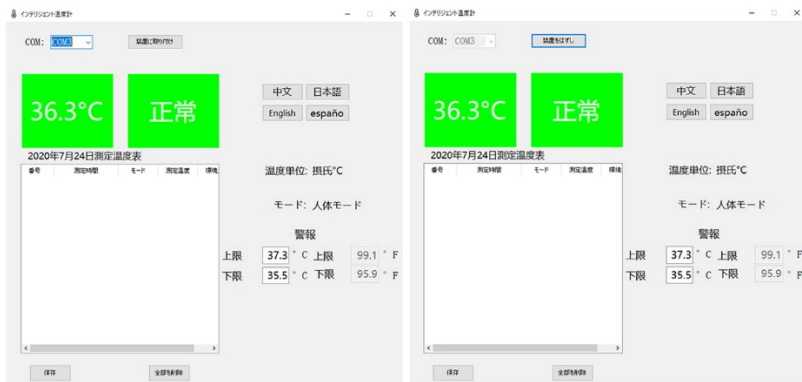 インテリジェント温度計
COM: COM3 装置に取り付け
36.3°C 正常
中文 日本語
English españo
2020年7月24日測定温度表
番号 測定時間 モード 測定温度 環境
温度単位: 摂氏°C
モード: 人体モード
警報
上限 37.3 ° C 上限 99.1 ° F
下限 35.5 ° C 下限 95.9 ° F
保存 全部を削除
インテリジェント温度計
COM: COM3 装置をはずし
36.3°C 正常
中文 日本語
English españo
2020年7月24日測定温度表
番号 測定時間 モード 測定温度 環境
温度単位: 摂氏°C
モード: 人体モード
警報
上限 37.3 ° C 上限 99.1 ° F
下限 35.5 ° C 下限 95.9 ° F
保存 全部を削除